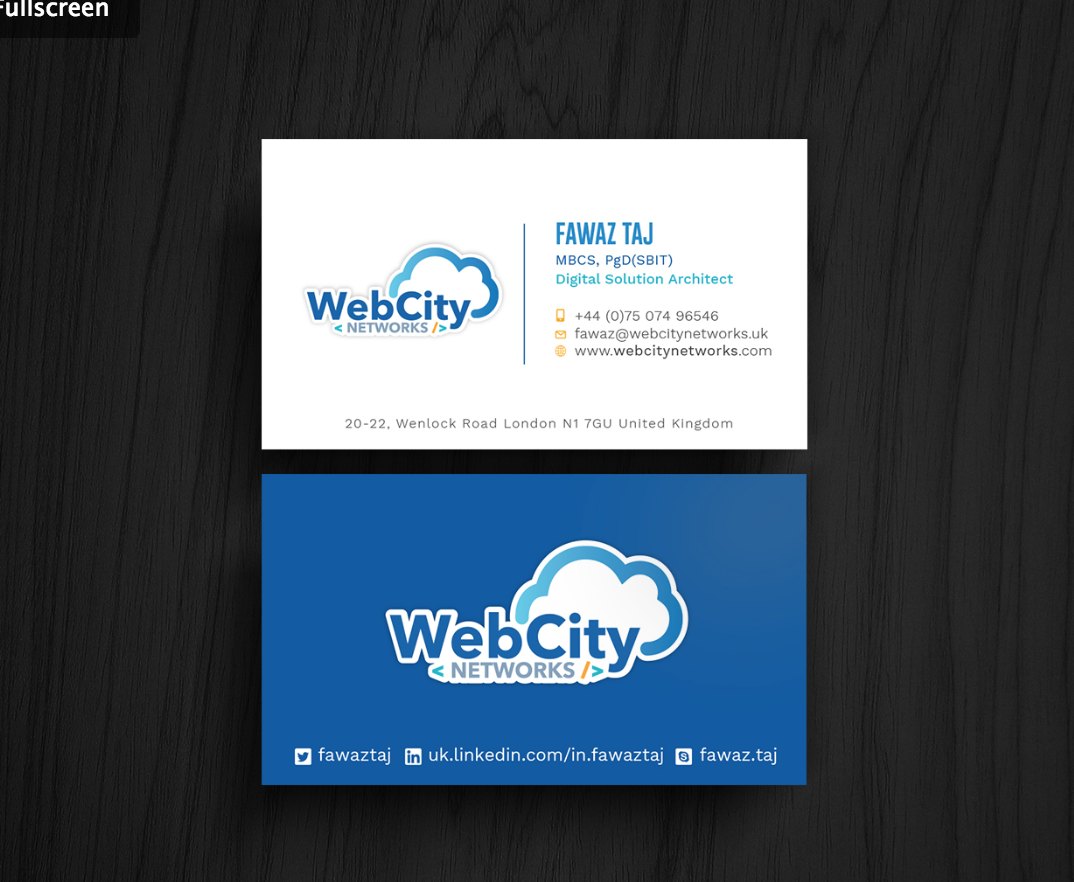 Fullscreen
WebCity
< NETWORKS />
FAWAZ TAJ
MBCS, PgD(SBIT)
Digital Solution Architect
+44 (0)75 074 96546
fawaz@webcitynetworks.uk
www.webcitynetworks.com
20-22, Wenlock Road London N1 7GU United Kingdom
WebCity
< NETWORKS />
fawaztaj in uk.linkedin.com/in.fawaztaj S fawaz.taj